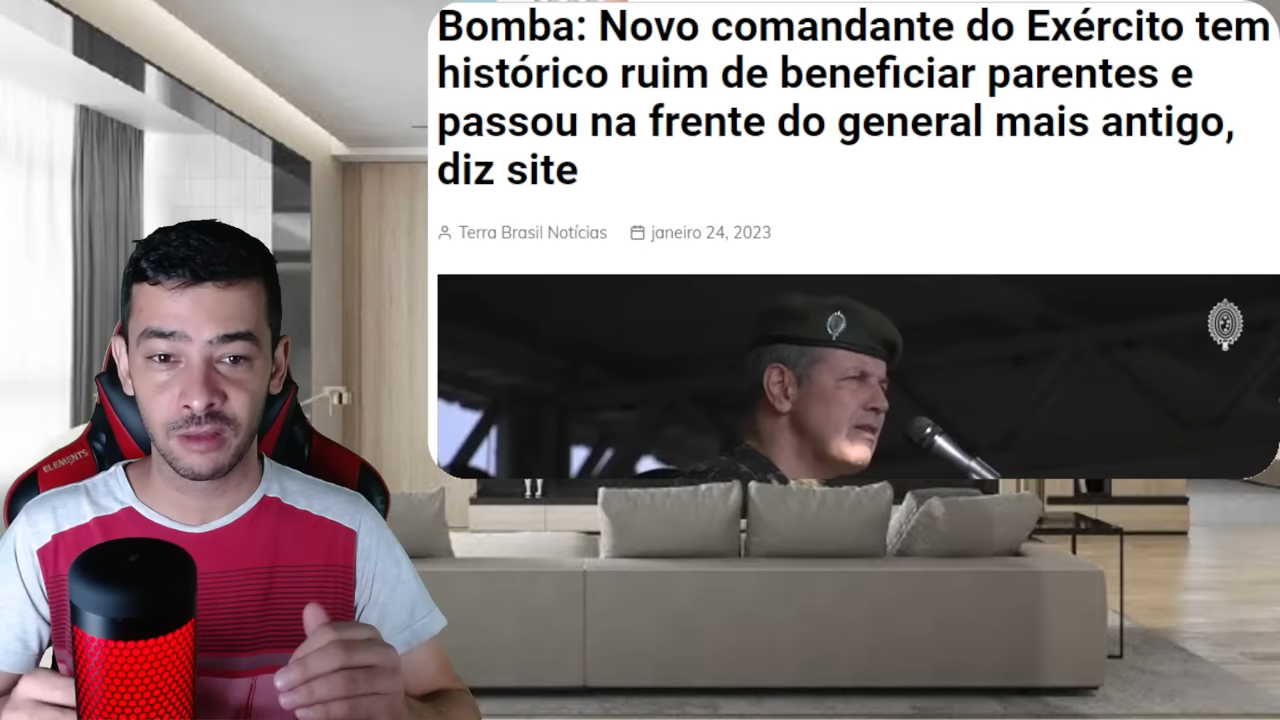 Bomba: Novo comandante do Exército tem
histórico ruim de beneficiar parentes e
passou na frente do general mais antigo,
diz site
Terra Brasil Notícias janeiro 24, 2023
ELEMENTS